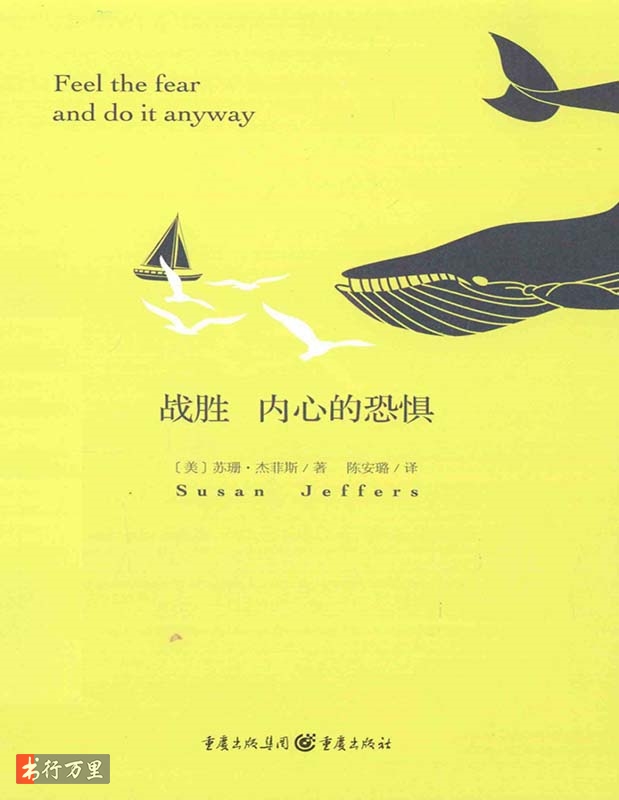 Feel the fear
and do it anyway
战胜 内心的恐惧
［美］苏珊·杰菲斯/著 陈安璐/译
Susan Jeffers
重庆出版集团 重庆出版社
书行万里